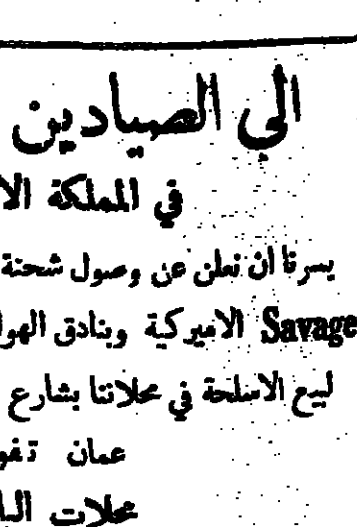 الى الصيادين
في المملكة الا
يسرنا ان نعلن عن وصول شحنة
Savage الاميركية وبنادق الهوا
لبيع الاسلحة في محلاتنا بشارع
عمان تفو
محلات